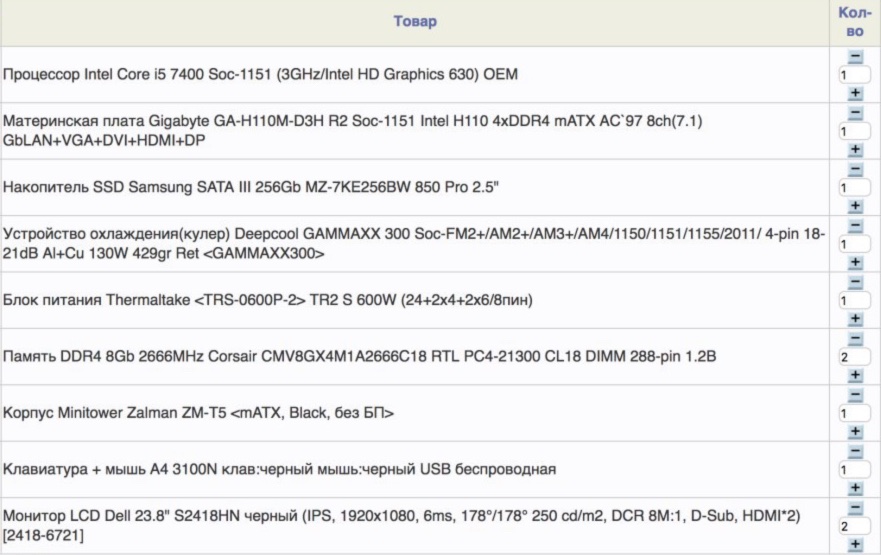 Товар
Кол-
во
Процессор Intel Core i5 7400 Soc-1151 (3GHz/Intel HD Graphics 630) OEM
−
1
+
Материнская плата Gigabyte GA-H110M-D3H R2 Soc-1151 Intel H110 4xDDR4 mATX AC`97 8ch(7.1)
GbLAN+VGA+DVI+HDMI+DP
−
1
+
Накопитель SSD Samsung SATA III 256Gb MZ-7KE256BW 850 Pro 2.5"
−
1
+
Устройство охлаждения(кулер) Deepcool GAMMAXX 300 Soc-FM2+/AM2+/AM3+/AM4/1150/1151/1155/2011/ 4-pin 18-
21dB Al+Cu 130W 429gr Ret <GAMMAXX300>
−
1
+
Блок питания Thermaltake <TRS-0600P-2> TR2 S 600W (24+2x4+2x6/8пин)
−
1
+
Память DDR4 8Gb 2666MHz Corsair CMV8GX4M1A2666C18 RTL PC4-21300 CL18 DIMM 288-pin 1.2В
−
2
+
Корпус Minitower Zalman ZM-T5 <mATX, Black, без БП>
−
1
+
Клавиатура + мышь A4 3100N клав:черный мышь:черный USB беспроводная
−
1
+
Монитор LCD Dell 23.8" S2418HN черный (IPS, 1920x1080, 6ms, 178°/178° 250 cd/m2, DCR 8M:1, D-Sub, HDMI*2)
[2418-6721]
−
2
+